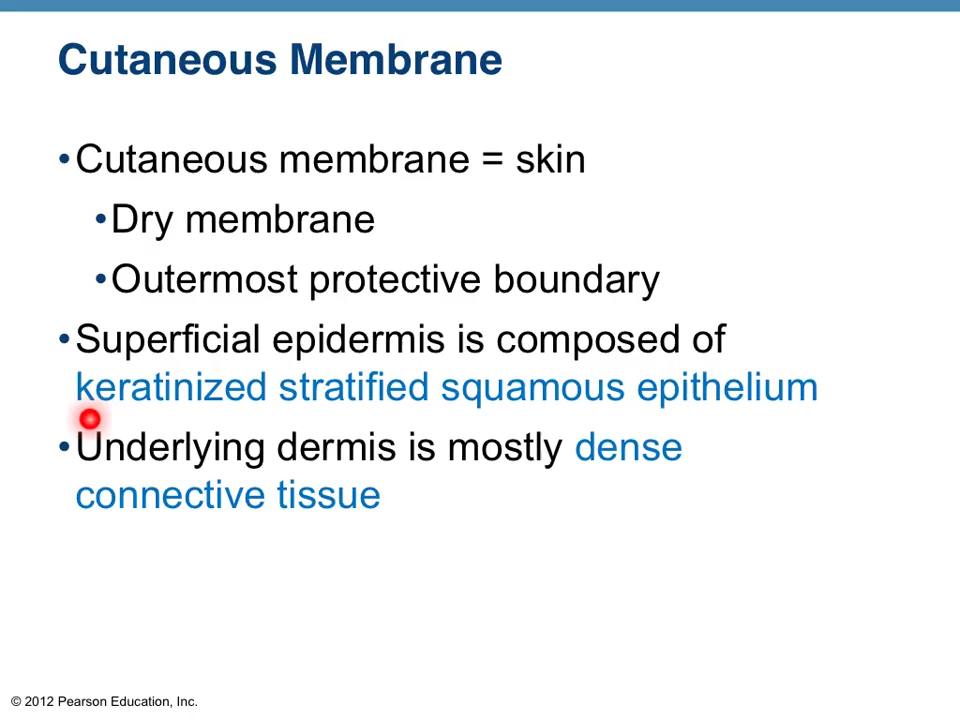 Cutaneous Membrane
•Cutaneous membrane = skin
•Dry membrane
•Outermost protective boundary
•Superficial epidermis is composed of
keratinized stratified squamous epithelium
•Underlying dermis is mostly dense
connective tissue
© 2012 Pearson Education, Inc.